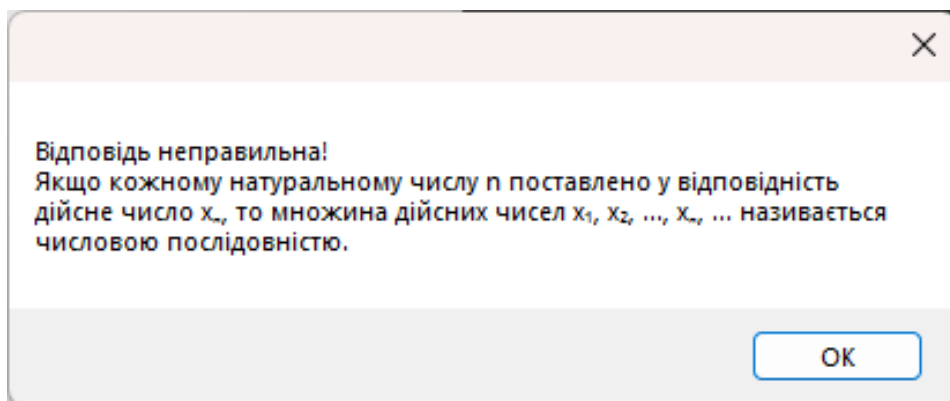 Відповідь неправильна!
Якщо кожному натуральному числу n поставлено у відповідність
дійсне число xₙ, то множина дійсних чисел x₁, x₂, ..., xₙ, ... називається
числовою послідовністю.
OK